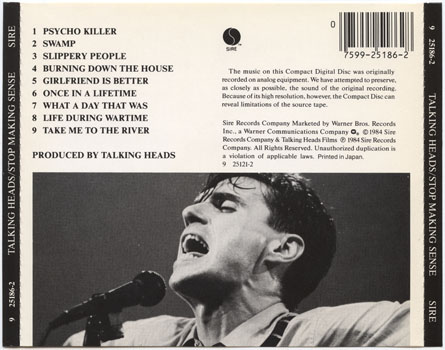 9 25186-2 TALKING HEADS/STOP MAKING SENSE SIRE
1 PSYCHO KILLER
2 SWAMP
3 SLIPPERY PEOPLE
4 BURNING DOWN THE HOUSE
5 GIRLFRIEND IS BETTER
6 ONCE IN A LIFETIME
7 WHAT A DAY THAT WAS
8 LIFE DURING WARTIME
9 TAKE ME TO THE RIVER
PRODUCED BY TALKING HEADS
SIRE
0
7599-25186-2
The music on this Compact Digital Disc was originally
recorded on analog equipment. We have attempted to preserve,
as closely as possible, the sound of the original recording.
Because of its high resolution, however, the Compact Disc can
reveal limitations of the source tape.
Sire Records Company Marketed by Warner Bros. Records
Inc., a Warner Communications Company © 1984 Sire
Records Company & Talking Heads Films ℗ 1984 Sire Records
Company. All Rights Reserved. Unauthorized duplication is
a violation of applicable laws. Printed in Japan.
9 25121-2
9 25186-2 TALKING HEADS/STOP MAKING SENSE SIRE